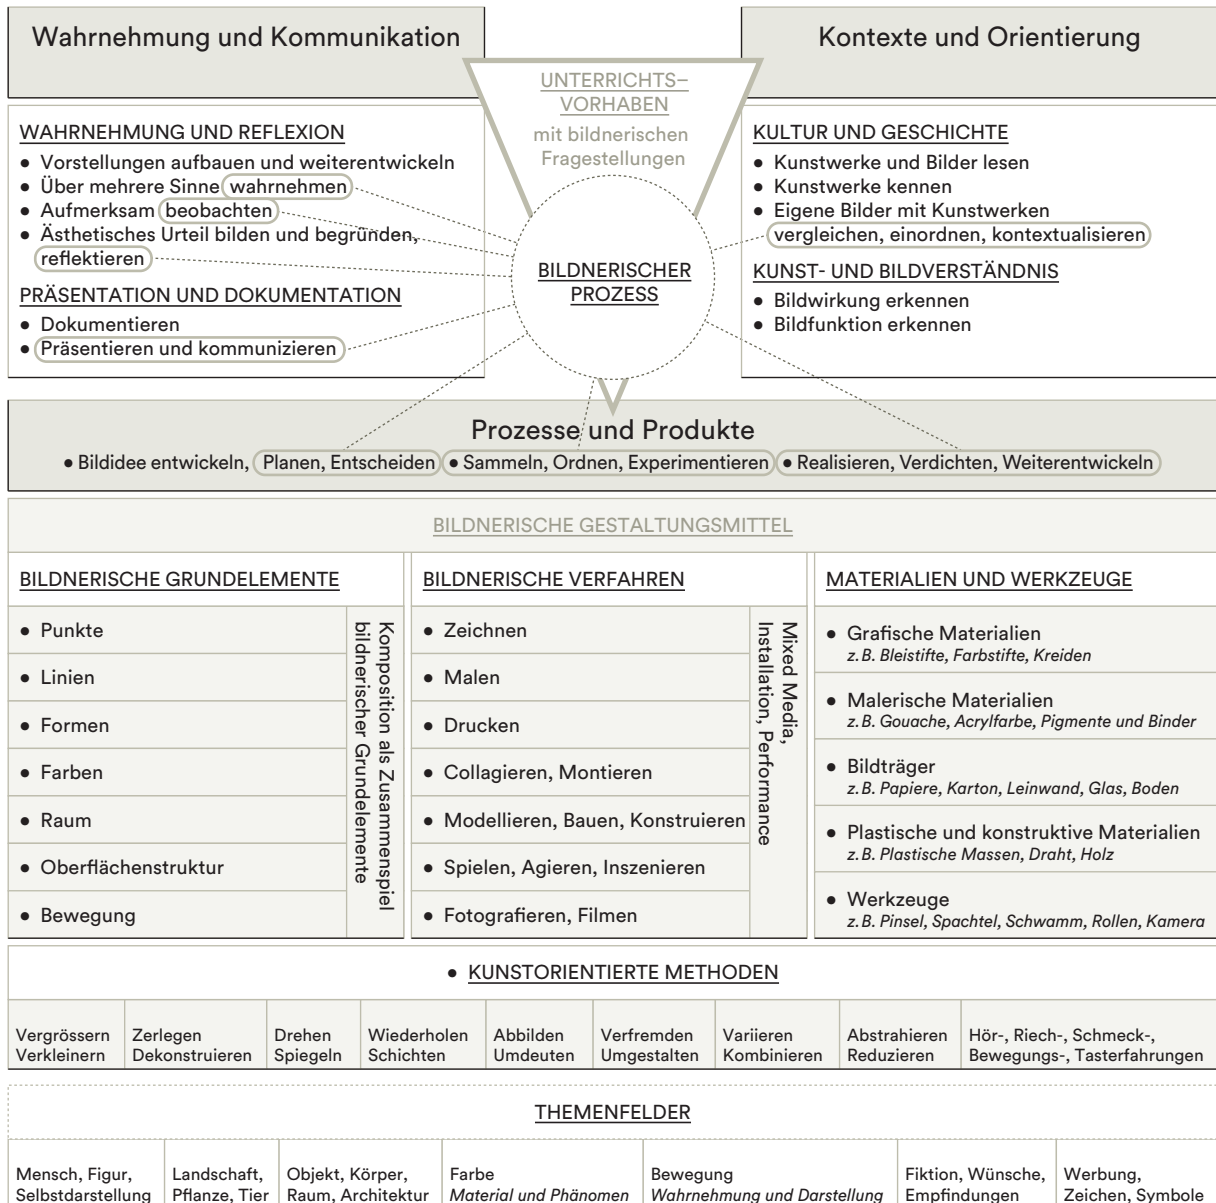 Wahrnehmung und Kommunikation
UNTERRICHTS–
VORHABEN
mit bildnerischen
Fragestellungen
Kontexte und Orientierung
WAHRNEHMUNG UND REFLEXION
• Vorstellungen aufbauen und weiterentwickeln
• Über mehrere Sinne wahrnehmen
• Aufmerksam beobachten
• Ästhetisches Urteil bilden und begründen,
reflektieren
PRÄSENTATION UND DOKUMENTATION
• Dokumentieren
• Präsentieren und kommunizieren
BILDNERISCHER
PROZESS
KULTUR UND GESCHICHTE
• Kunstwerke und Bilder lesen
• Kunstwerke kennen
• Eigene Bilder mit Kunstwerken
vergleichen, einordnen, kontextualisieren
KUNST- UND BILDVERSTÄNDNIS
• Bildwirkung erkennen
• Bildfunktion erkennen
Prozesse und Produkte
• Bildidee entwickeln, Planen, Entscheiden • Sammeln, Ordnen, Experimentieren • Realisieren, Verdichten, Weiterentwickeln
BILDNERISCHE GESTALTUNGSMITTEL
BILDNERISCHE GRUNDELEMENTE
• Punkte
• Linien
• Formen
• Farben
• Raum
• Oberflächenstruktur
• Bewegung
Komposition als Zusammenspiel
bildnerischer Grundelemente
BILDNERISCHE VERFAHREN
• Zeichnen
• Malen
• Drucken
• Collagieren, Montieren
• Modellieren, Bauen, Konstruieren
• Spielen, Agieren, Inszenieren
• Fotografieren, Filmen
Mixed Media,
Installation, Performance
MATERIALIEN UND WERKZEUGE
• Grafische Materialien
z. B. Bleistifte, Farbstifte, Kreiden
• Malerische Materialien
z. B. Gouache, Acrylfarbe, Pigmente und Binder
• Bildträger
z. B. Papiere, Karton, Leinwand, Glas, Boden
• Plastische und konstruktive Materialien
z. B. Plastische Massen, Draht, Holz
• Werkzeuge
z. B. Pinsel, Spachtel, Schwamm, Rollen, Kamera
• KUNSTORIENTIERTE METHODEN
Vergrössern
Verkleinern
Zerlegen
Dekonstruieren
Drehen
Spiegeln
Wiederholen
Schichten
Abbilden
Umdeuten
Verfremden
Umgestalten
Variieren
Kombinieren
Abstrahieren
Reduzieren
Hör-, Riech-, Schmeck-,
Bewegungs-, Tasterfahrungen
THEMENFELDER
Mensch, Figur,
Selbstdarstellung
Landschaft,
Pflanze, Tier
Objekt, Körper,
Raum, Architektur
Farbe
Material und Phänomen
Bewegung
Wahrnehmung und Darstellung
Fiktion, Wünsche,
Empfindungen
Werbung,
Zeichen, Symbole